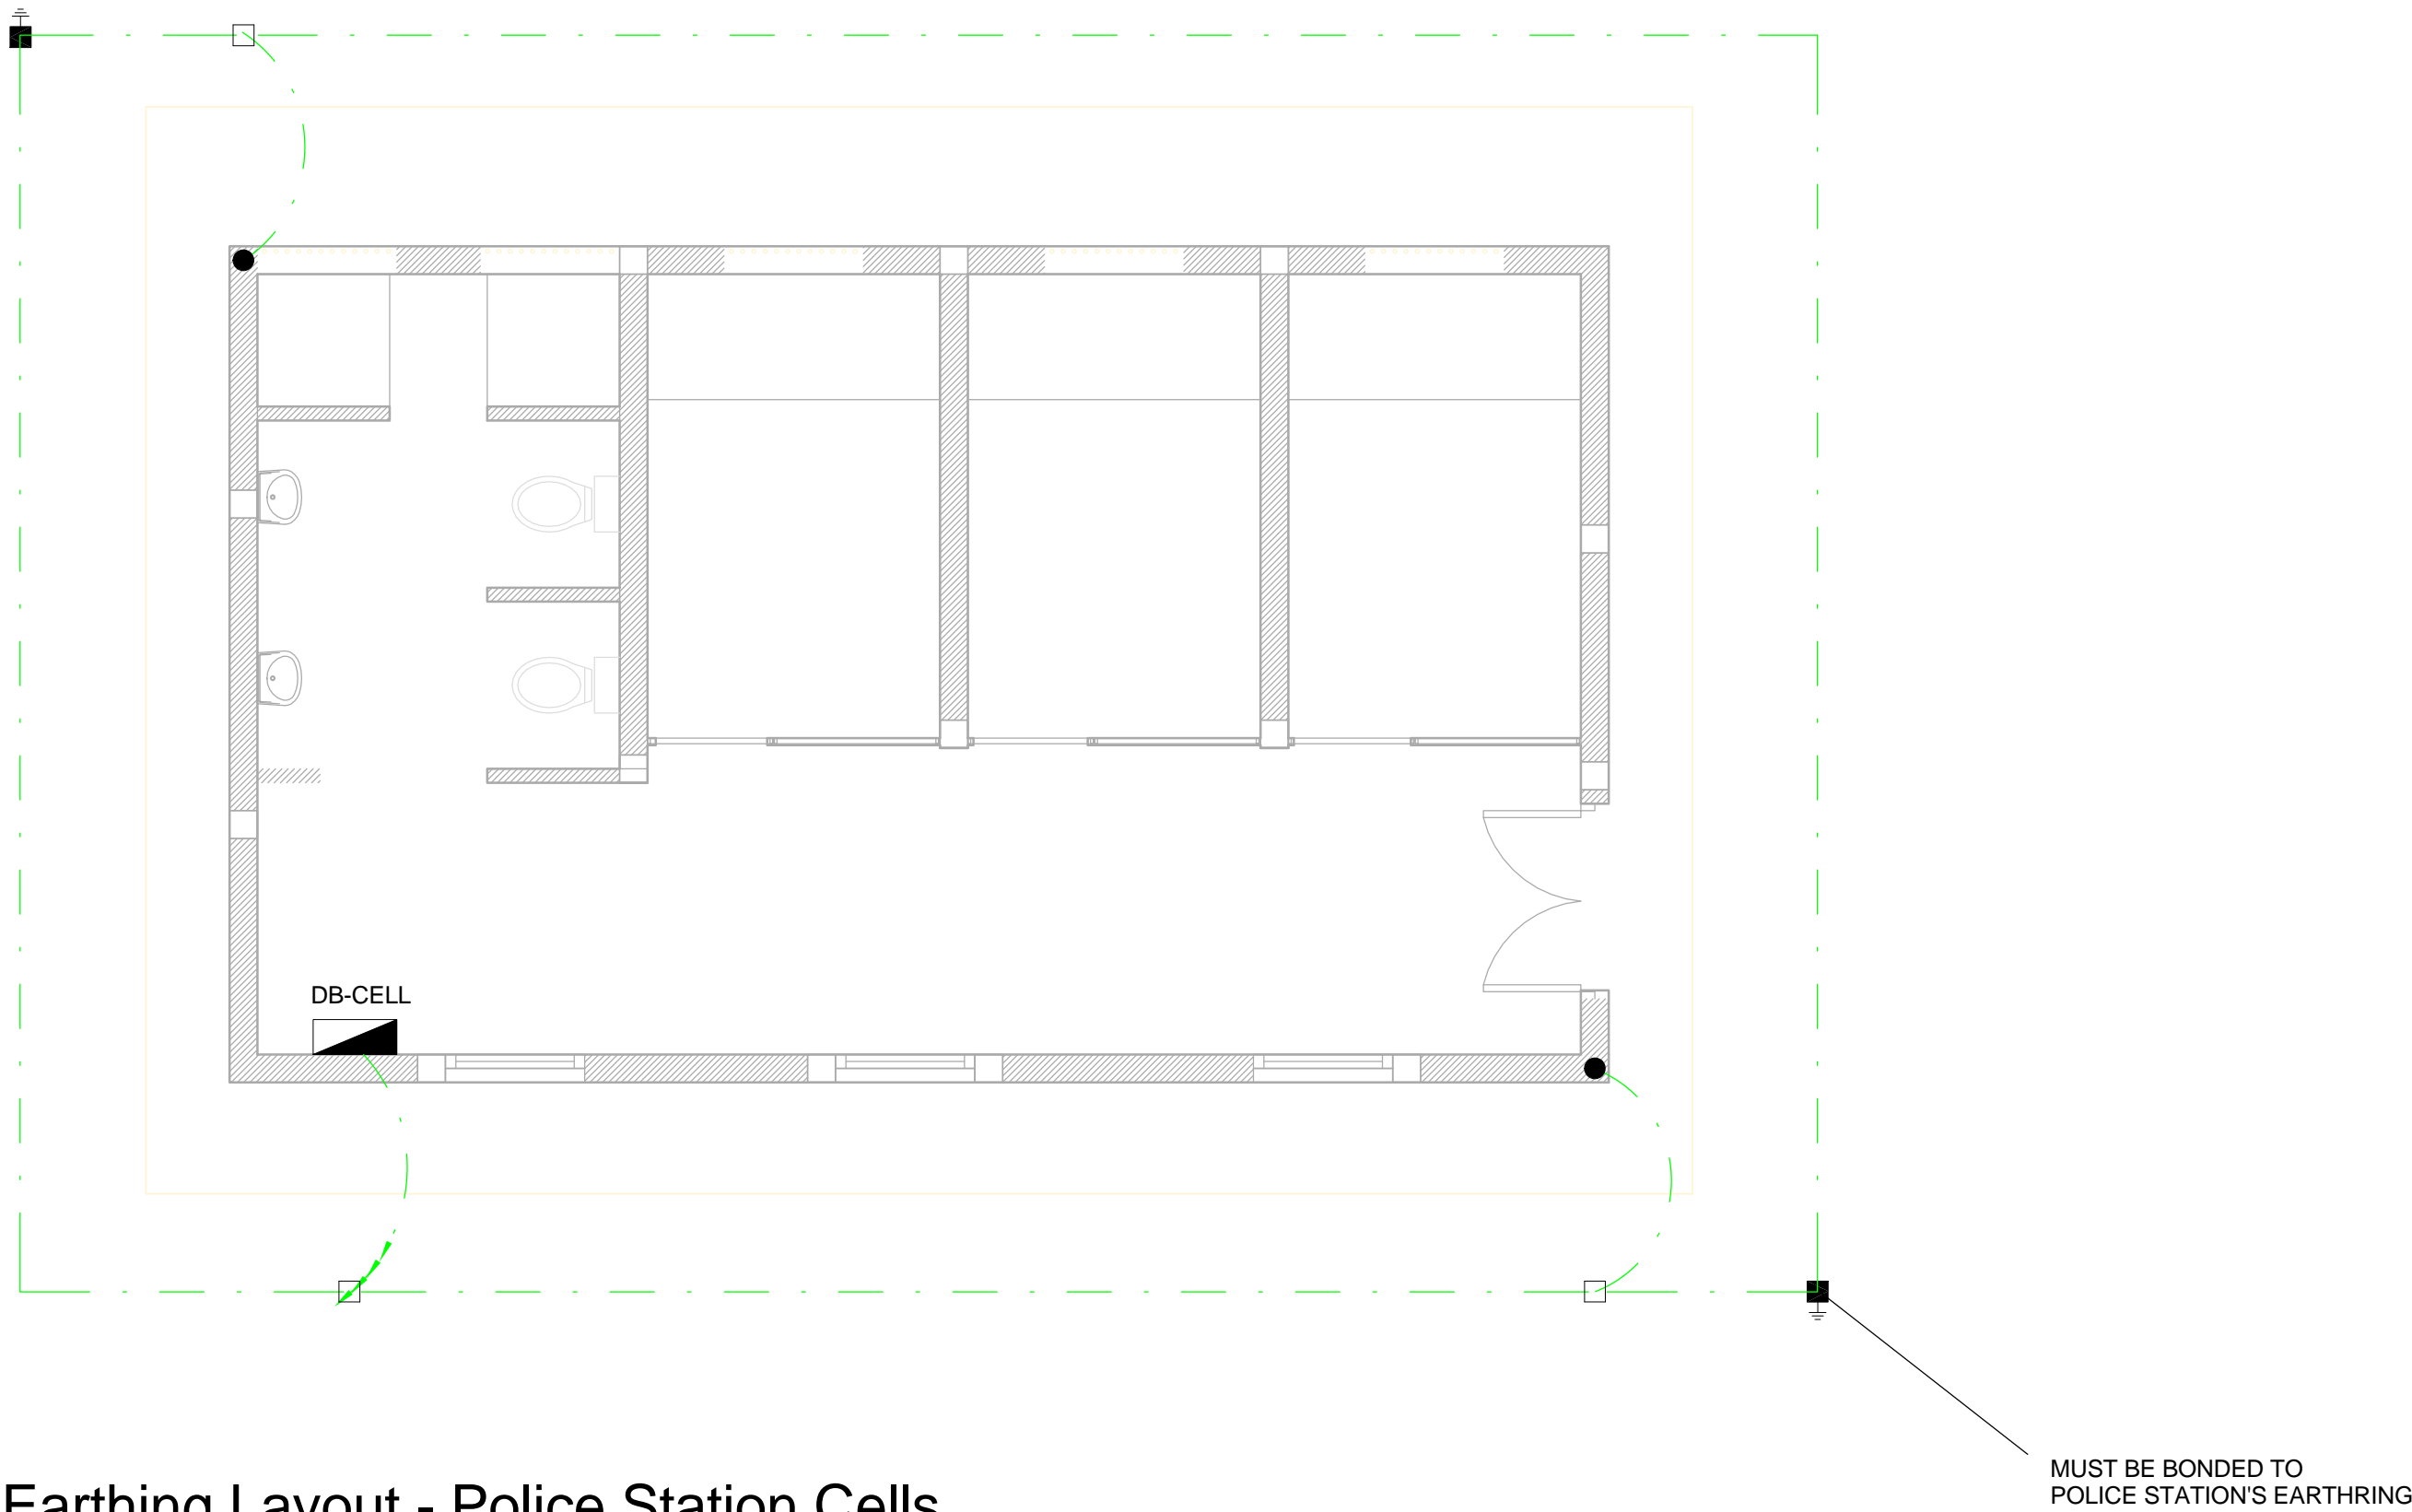 DB-CELL
MUST BE BONDED TO
POLICE STATION'S EARTHRING
Earthing Layout - Police Station Cells